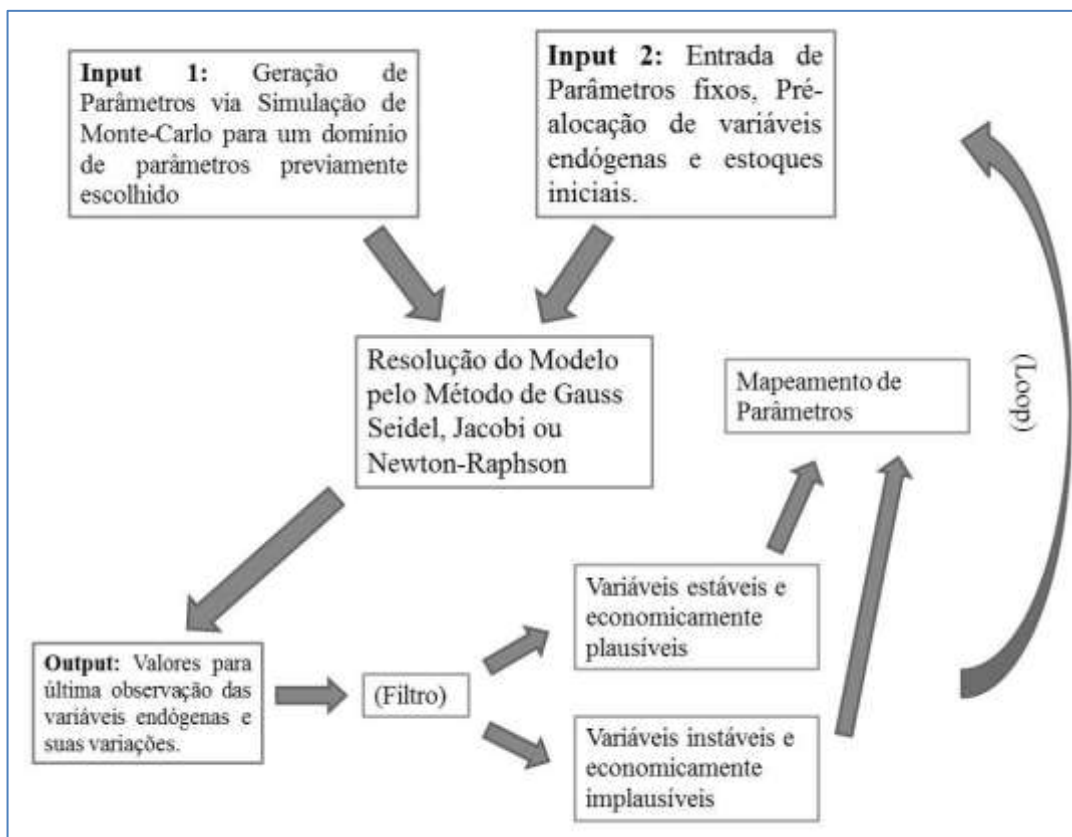 Input 1: Geração de
Parâmetros via Simulação de
Monte-Carlo para um domínio
de parâmetros previamente
escolhido
Input 2: Entrada de
Parâmetros fixos, Pré-
alocação de variáveis
endógenas e estoques
iniciais.
Resolução do Modelo
pelo Método de Gauss
Seidel, Jacobi ou
Newton-Raphson
Mapeamento de
Parâmetros
(Loop)
Variáveis estáveis e
economicamente
plausíveis
Output: Valores para
última observação das
variáveis endógenas e
suas variações.
(Filtro)
Variáveis instáveis e
economicamente
implausíveis